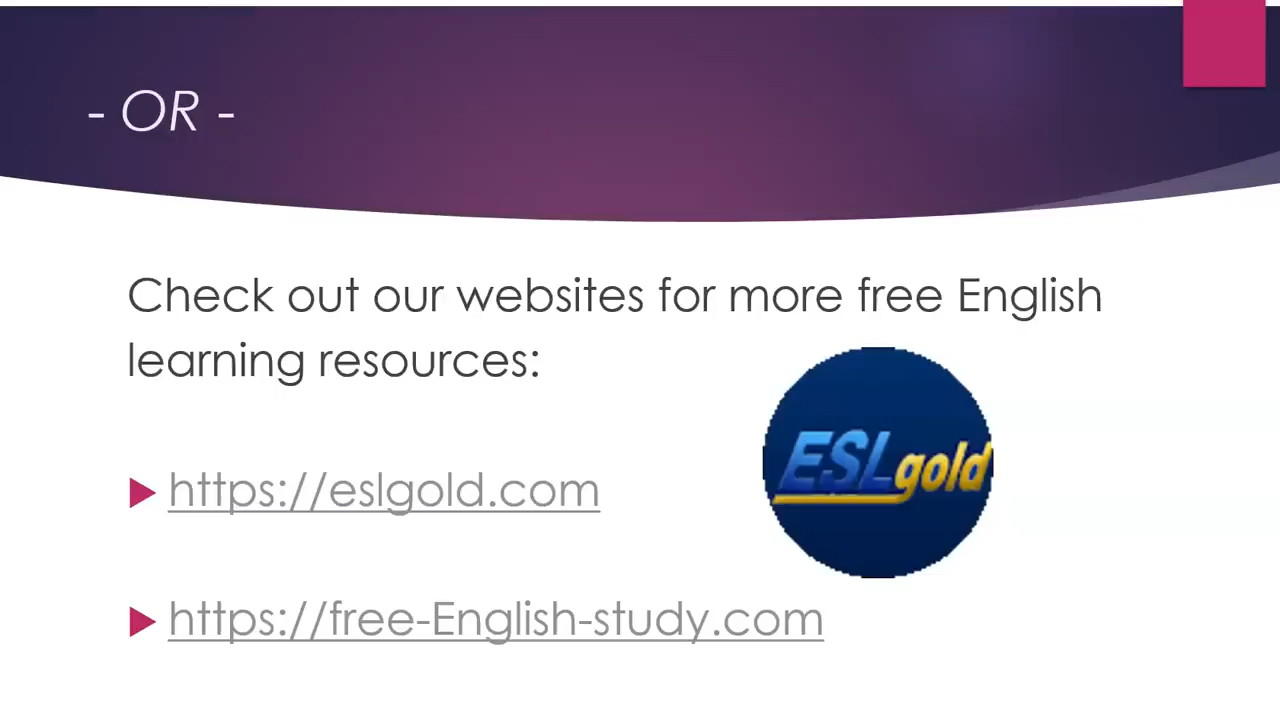 - OR -
Check out our websites for more free English
learning resources:
ESLgold
https://eslgold.com
https://free-English-study.com